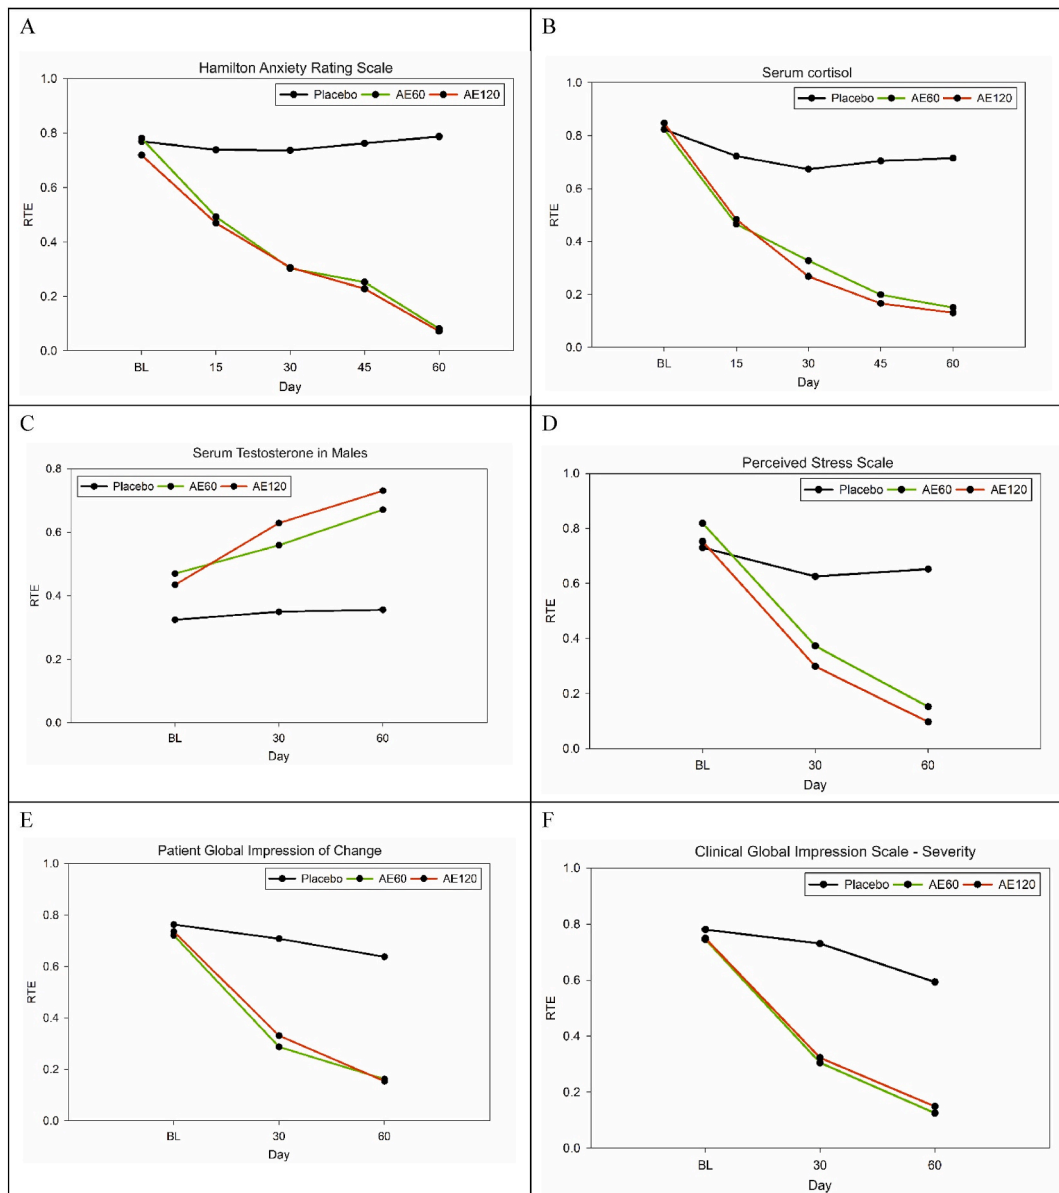 A
Hamilton Anxiety Rating Scale
Placebo AE60 AE120
1.0
0.8
0.6
0.4
0.2
0.0
RTE
BL 15 30 45 60
Day
B
Serum cortisol
Placebo AE60 AE120
1.0
0.8
0.6
0.4
0.2
0.0
RTE
BL 15 30 45 60
Day
C
Serum Testosterone in Males
Placebo AE60 AE120
0.8
0.6
0.4
0.2
0.0
RTE
BL 30 60
Day
D
Perceived Stress Scale
Placebo AE60 AE120
1.0
0.8
0.6
0.4
0.2
0.0
RTE
BL 30 60
Day
E
Patient Global Impression of Change
Placebo AE60 AE120
1.0
0.8
0.6
0.4
0.2
0.0
RTE
BL 30 60
Day
F
Clinical Global Impression Scale - Severity
Placebo AE60 AE120
1.0
0.8
0.6
0.4
0.2
0.0
RTE
BL 30 60
Day